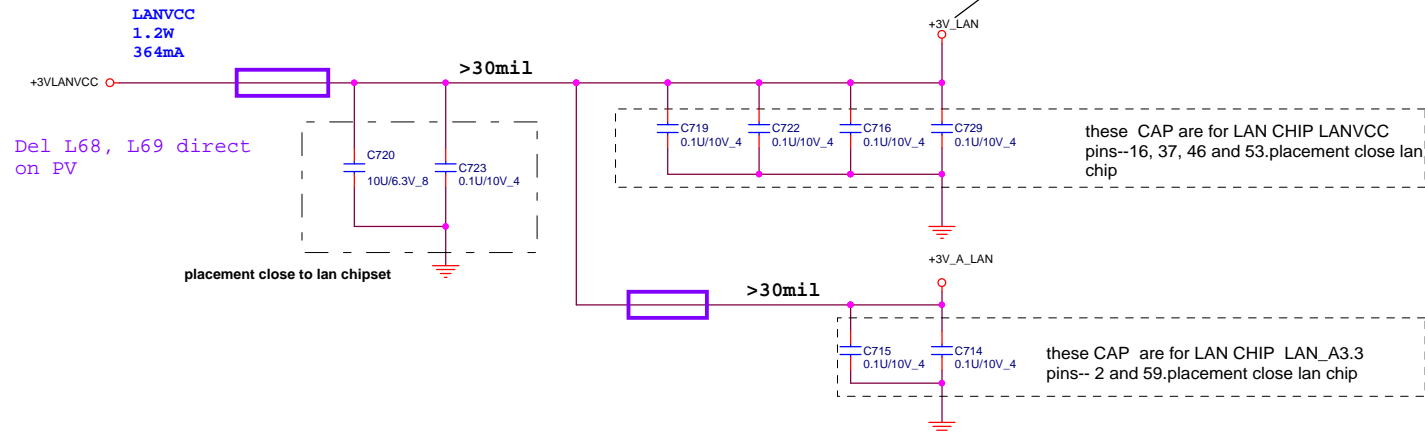 LANVCC
1.2W
364mA
+3VLANVCC
>30mil
+3V_LAN
Del L68, L69 direct
on PV
C720
10U/6.3V_8
C723
0.1U/10V_4
placement close to lan chipset
C719
0.1U/10V_4
C722
0.1U/10V_4
C716
0.1U/10V_4
C729
0.1U/10V_4
these CAP are for LAN CHIP LANVCC
pins--16, 37, 46 and 53.placement close lan
chip
+3V_A_LAN
>30mil
C715
0.1U/10V_4
C714
0.1U/10V_4
these CAP are for LAN CHIP LAN_A3.3
pins-- 2 and 59.placement close lan chip